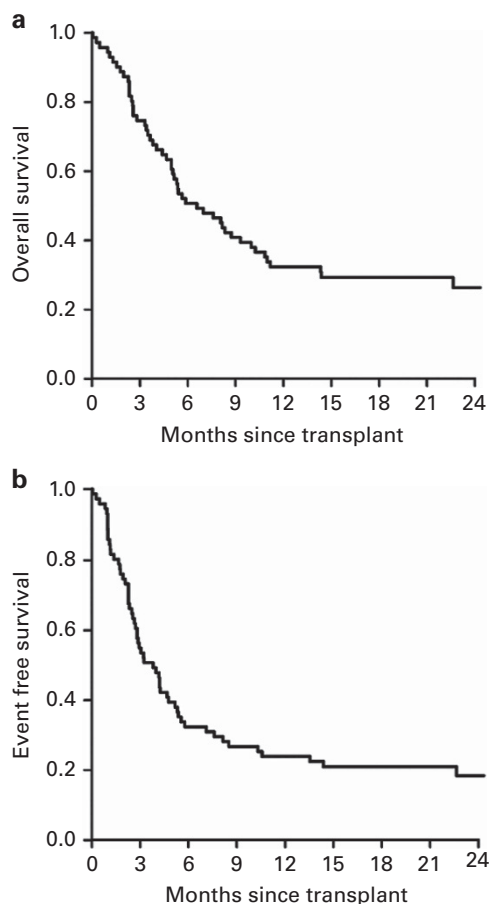 a
1.0
0.8
0.6
0.4
0.2
0.0
Overall survival
0 3 6 9 12 15 18 21 24
Months since transplant
b
1.0
0.8
0.6
0.4
0.2
0.0
Event free survival
0 3 6 9 12 15 18 21 24
Months since transplant